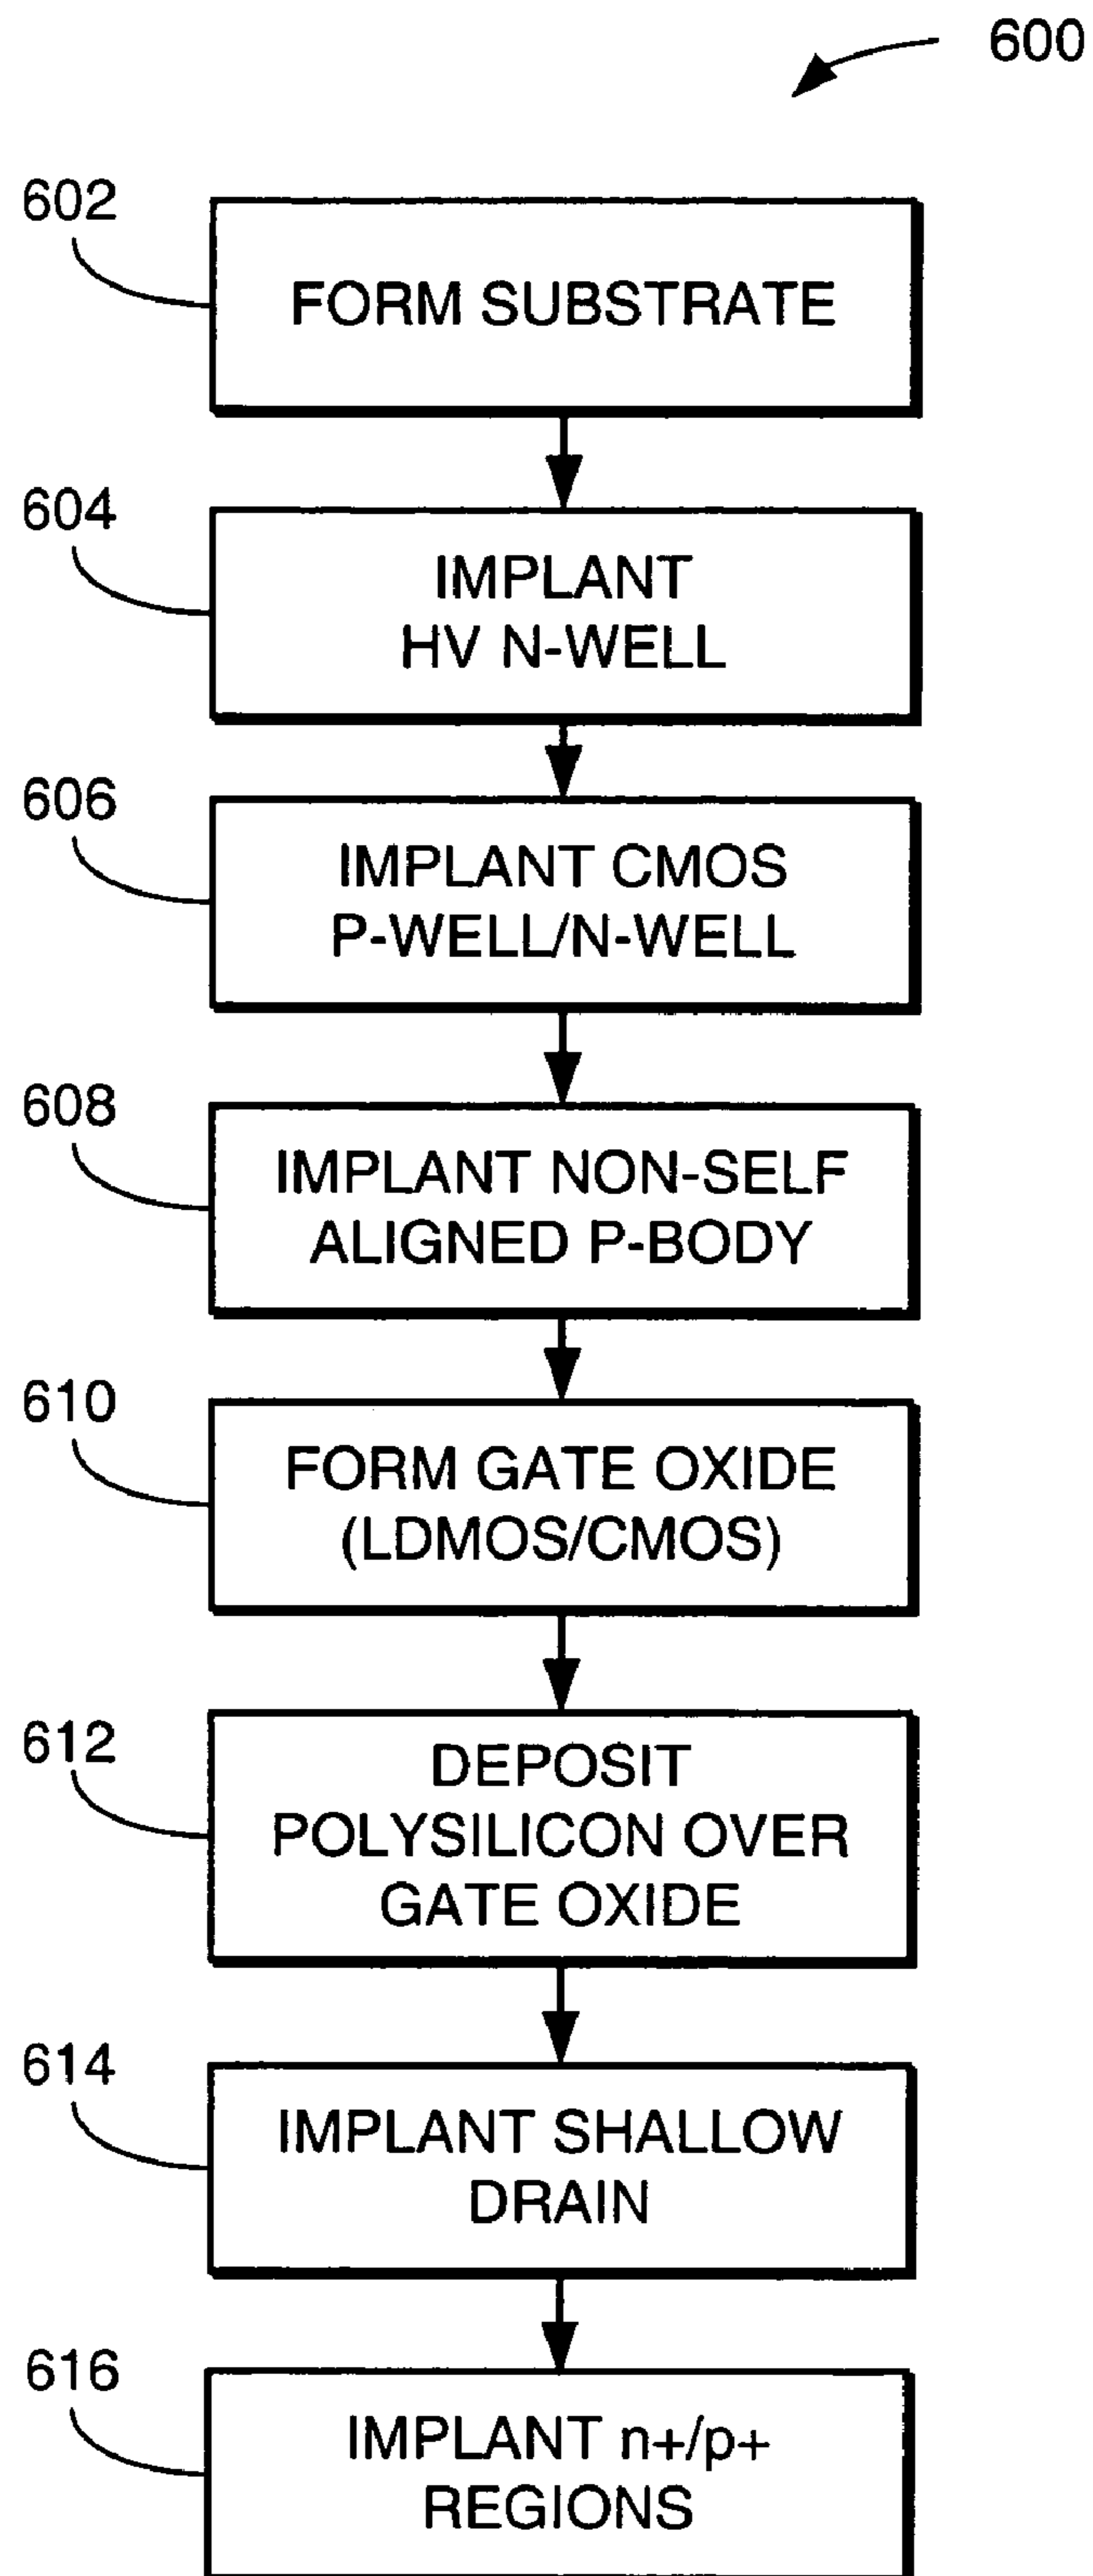 600
602
FORM SUBSTRATE
604
IMPLANT
HV N-WELL
606
IMPLANT CMOS
P-WELL/N-WELL
608
IMPLANT NON-SELF
ALIGNED P-BODY
610
FORM GATE OXIDE
(LDMOS/CMOS)
612
DEPOSIT
POLYSILICON OVER
GATE OXIDE
614
IMPLANT SHALLOW
DRAIN
616
IMPLANT n+/p+
REGIONS